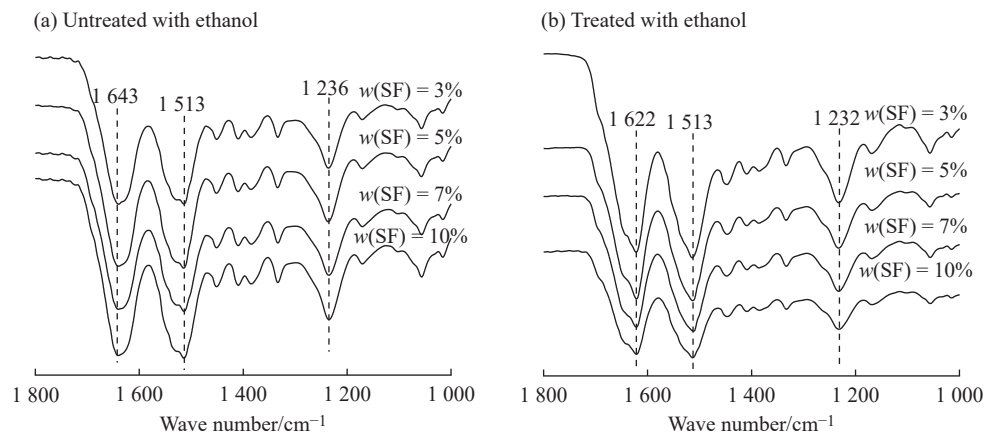 (a) Untreated with ethanol
1 643
1 513
1 236
w(SF) = 3%
w(SF) = 5%
w(SF) = 7%
w(SF) = 10%
1 800
1 600
1 400
1 200
1 000
Wave number/cm⁻¹
(b) Treated with ethanol
1 622
1 513
1 232
w(SF) = 3%
w(SF) = 5%
w(SF) = 7%
w(SF) = 10%
1 800
1 600
1 400
1 200
1 000
Wave number/cm⁻¹